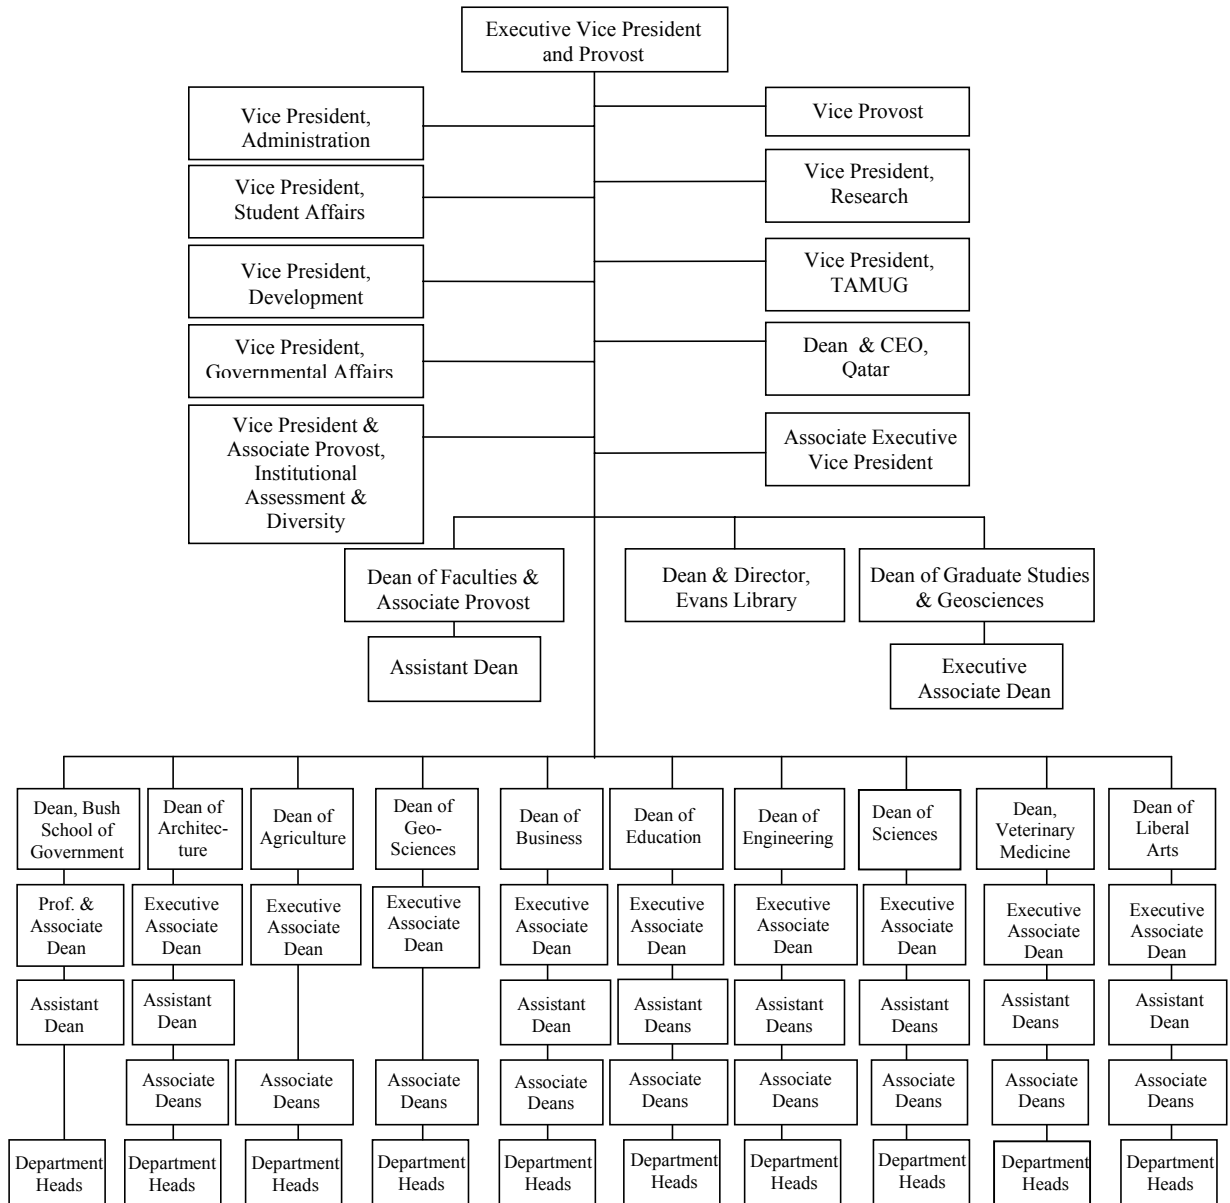 Executive Vice President
and Provost
Vice President,
Administration
Vice Provost
Vice President,
Student Affairs
Vice President,
Research
Vice President,
Development
Vice President,
TAMUG
Vice President,
Governmental Affairs
Dean & CEO,
Qatar
Vice President &
Associate Provost,
Institutional
Assessment &
Diversity
Associate Executive
Vice President
Dean of Faculties &
Associate Provost
Dean & Director,
Evans Library
Dean of Graduate Studies
& Geosciences
Assistant Dean
Executive
Associate Dean
Dean, Bush
School of
Government
Dean of
Architec-
ture
Dean of
Agriculture
Dean of
Geo-
Sciences
Dean of
Business
Dean of
Education
Dean of
Engineering
Dean of
Sciences
Dean,
Veterinary
Medicine
Dean of
Liberal
Arts
Prof. &
Associate
Dean
Executive
Associate
Dean
Executive
Associate
Dean
Executive
Associate
Dean
Executive
Associate
Dean
Executive
Associate
Dean
Executive
Associate
Dean
Executive
Associate
Dean
Executive
Associate
Dean
Executive
Associate
Dean
Assistant
Dean
Assistant
Dean
Assistant
Dean
Assistant
Deans
Assistant
Deans
Assistant
Deans
Assistant
Deans
Assistant
Dean
Associate
Deans
Associate
Deans
Associate
Deans
Associate
Deans
Associate
Deans
Associate
Deans
Associate
Deans
Associate
Deans
Associate
Deans
Department
Heads
Department
Heads
Department
Heads
Department
Heads
Department
Heads
Department
Heads
Department
Heads
Department
Heads
Department
Heads
Department
Heads